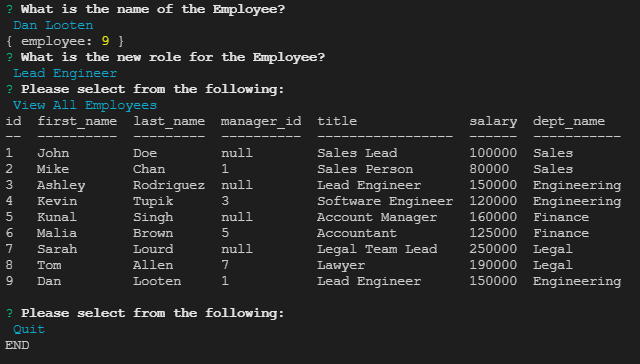 ? What is the name of the Employee?
Dan Looten
{ employee: 9 }
? What is the new role for the Employee?
Lead Engineer
? Please select from the following:
View All Employees
id  first_name  last_name  manager_id  title              salary  dept_name
--  ----------  ---------  ----------  -----------------  ------  -----------
1   John        Doe        null        Sales Lead         100000  Sales
2   Mike        Chan       1           Sales Person       80000   Sales
3   Ashley      Rodriguez  null        Lead Engineer      150000  Engineering
4   Kevin       Tupik      3           Software Engineer  120000  Engineering
5   Kunal       Singh      null        Account Manager    160000  Finance
6   Malia       Brown      5           Accountant         125000  Finance
7   Sarah       Lourd      null        Legal Team Lead    250000  Legal
8   Tom         Allen      7           Lawyer             190000  Legal
9   Dan         Looten     1           Lead Engineer      150000  Engineering
? Please select from the following:
Quit
END